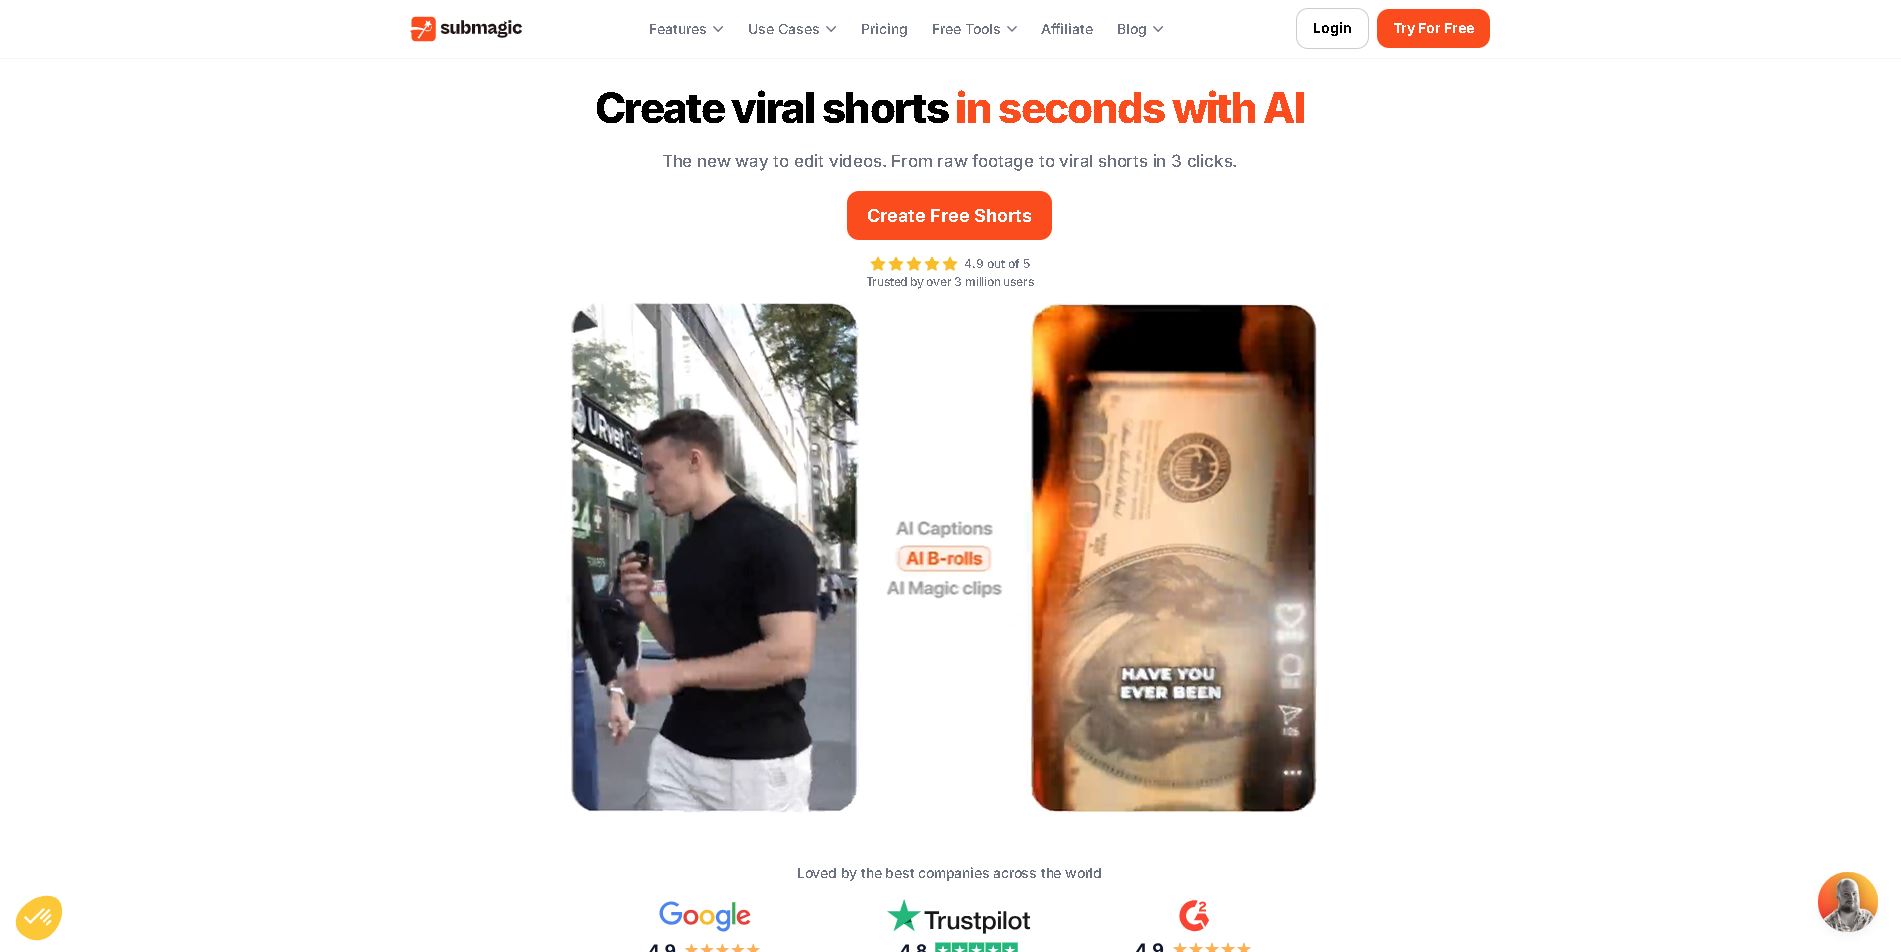 submagic
Features
Use Cases
Pricing
Free Tools
Affiliate
Blog
Login
Try For Free
Create viral shorts in seconds with AI
The new way to edit videos. From raw footage to viral shorts in 3 clicks.
Create Free Shorts
4.9 out of 5
Trusted by over 3 million users
URvet
24
AI Captions
AI B-rolls
AI Magic clips
100
HAVE YOU
EVER BEEN
Loved by the best companies across the world
Google
Trustpilot
G2
4.9
4.8
4.9